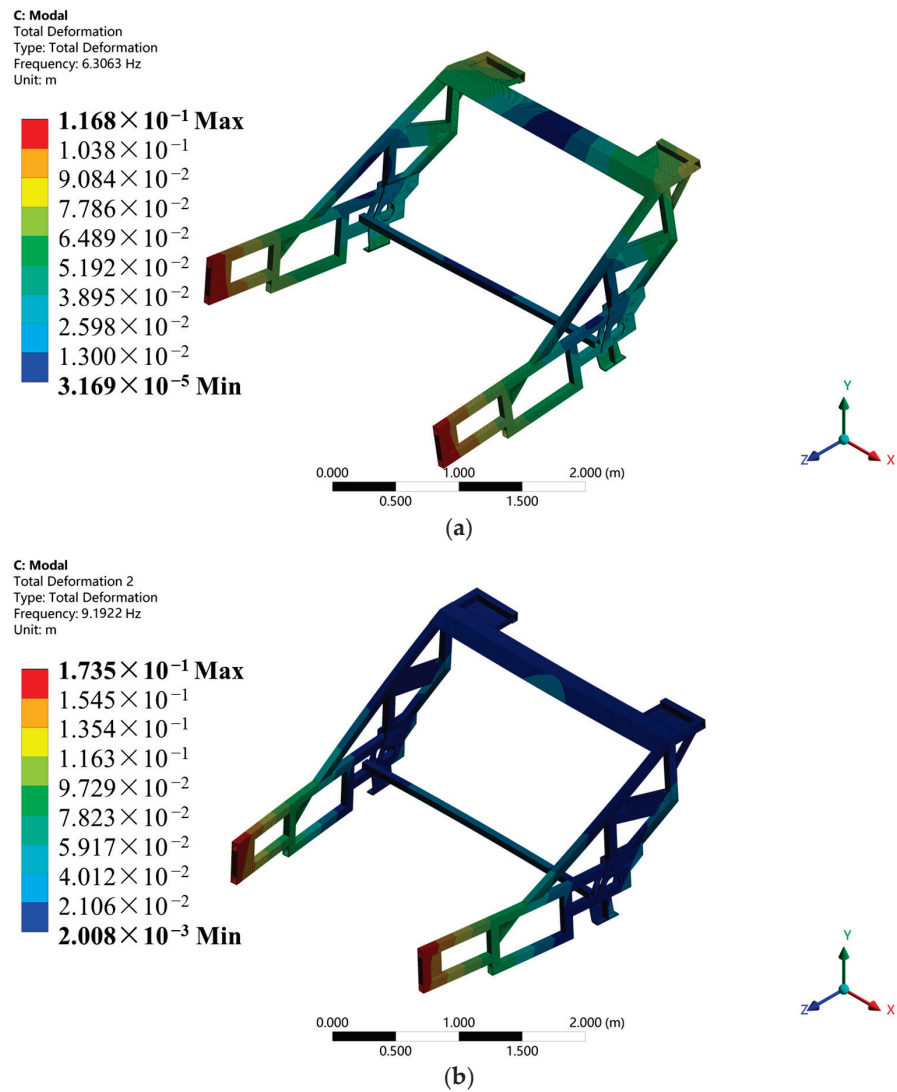 C: Modal
Total Deformation
Type: Total Deformation
Frequency: 6.3063 Hz
Unit: m
1.168×10⁻¹ Max
1.038×10⁻¹
9.084×10⁻²
7.786×10⁻²
6.489×10⁻²
5.192×10⁻²
3.895×10⁻²
2.598×10⁻²
1.300×10⁻²
3.169×10⁻⁵ Min
Y
Z X
0.000 1.000 2.000 (m)
0.500 1.500
(a)
C: Modal
Total Deformation 2
Type: Total Deformation
Frequency: 9.1922 Hz
Unit: m
1.735×10⁻¹ Max
1.545×10⁻¹
1.354×10⁻¹
1.163×10⁻¹
9.729×10⁻²
7.823×10⁻²
5.917×10⁻²
4.012×10⁻²
2.106×10⁻²
2.008×10⁻³ Min
Y
Z X
0.000 1.000 2.000 (m)
0.500 1.500
(b)